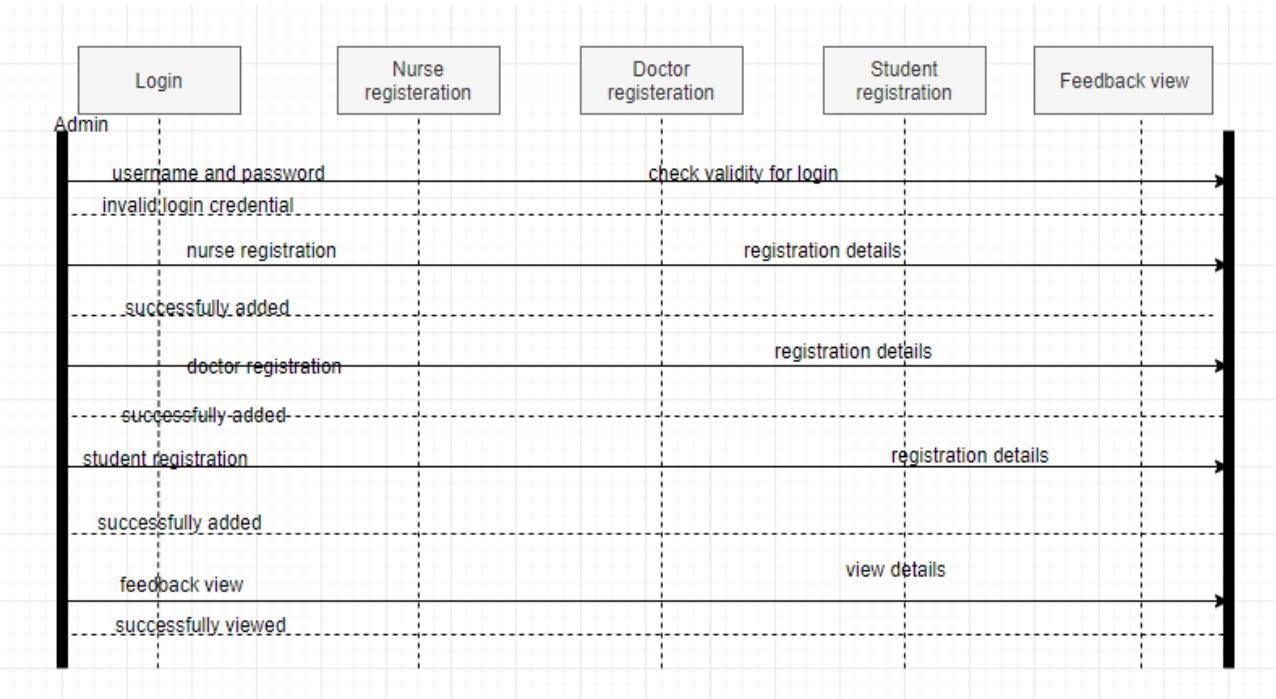 Login
Nurse
registeration
Doctor
registeration
Student
registration
Feedback view
Admin
username and password
check validity for login
invalid login credential
nurse registration
registration details
successfully added
registration details
doctor registration
successfully added
student registration
registration details
successfully added
view details
feedback view
successfully viewed